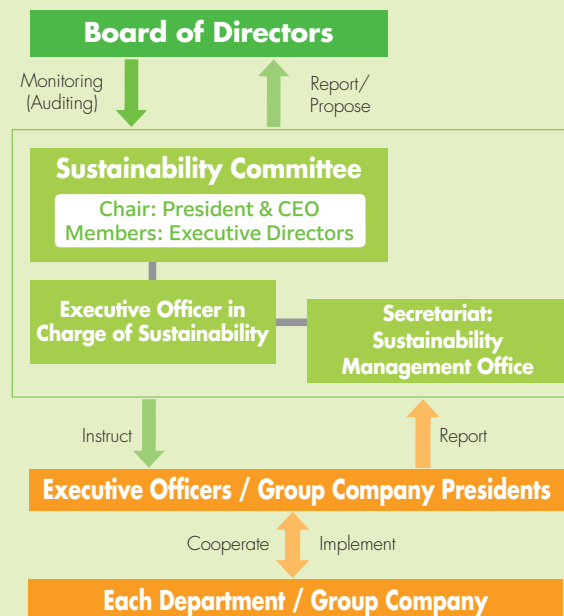 Board of Directors
Monitoring
(Auditing)
Report/
Propose
Sustainability Committee
Chair: President & CEO
Members: Executive Directors
Executive Officer in
Charge of Sustainability
Secretariat:
Sustainability
Management Office
Instruct
Report
Executive Officers / Group Company Presidents
Cooperate
Implement
Each Department / Group Company